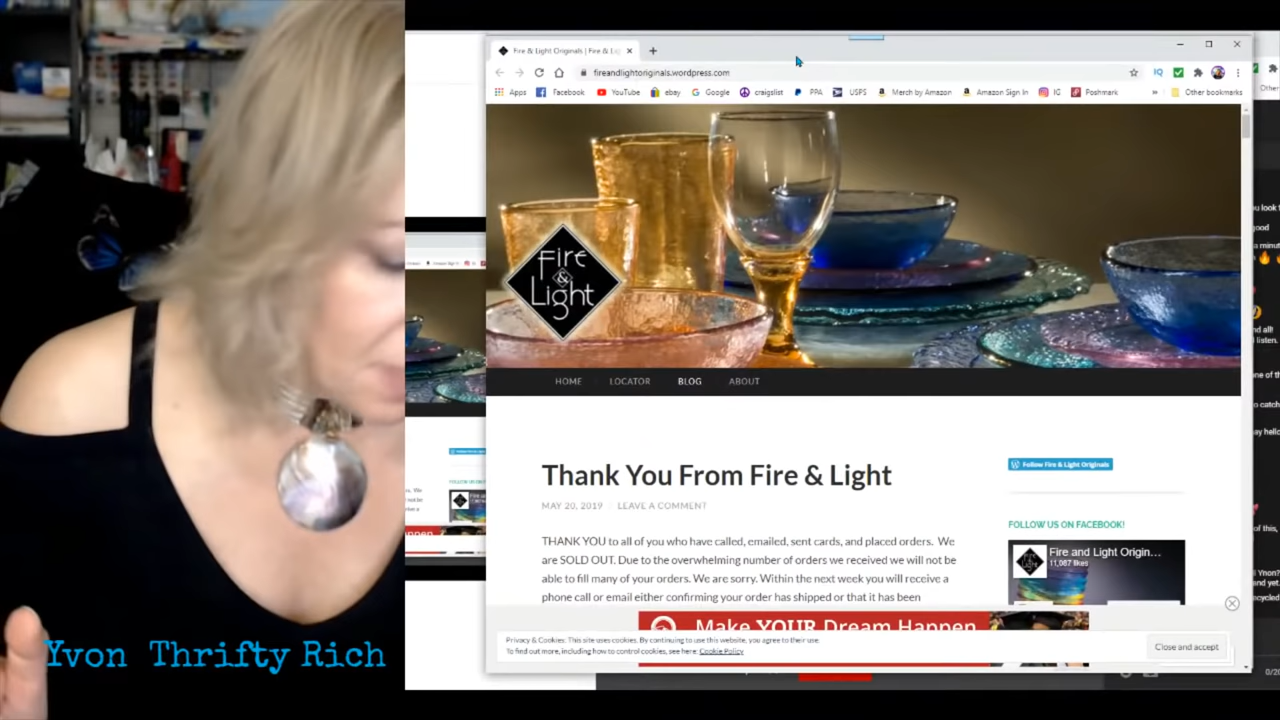 Fire & Light Originals | Fire & Lig
fireandlightoriginals.wordpress.com
Apps Facebook YouTube ebay Google craigslist PPA USPS Merch by Amazon Amazon Sign In IG Poshmark » Other bookmarks
Fire
&
Light
HOME LOCATOR BLOG ABOUT
Thank You From Fire & Light
MAY 20, 2019 LEAVE A COMMENT
THANK YOU to all of you who have called, emailed, sent cards, and placed orders. We
are SOLD OUT. Due to the overwhelming number of orders we received we will not be
able to fill many of your orders. We are sorry. Within the next week you will receive a
phone call or email either confirming your order has shipped or that it has been
Follow Fire & Light Originals
FOLLOW US ON FACEBOOK!
Fire and Light Origin...
11,087 likes
Make YOUR Dream Happen
Privacy & Cookies: This site uses cookies. By continuing to use this website, you agree to their use.
To find out more, including how to control cookies, see here: Cookie Policy
Close and accept
Yvon Thrifty Rich